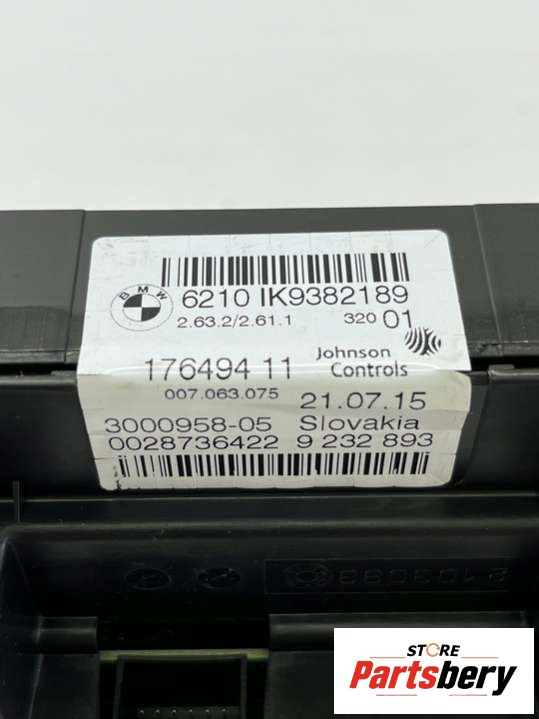 BMW
6210 IK9382189
2.63.2/2.61.1 320 01
176494 11 Johnson Controls
007.063.075 21.07.15
3000958-05 Slovakia
0028736422 9 232 893
STORE
Partsbery